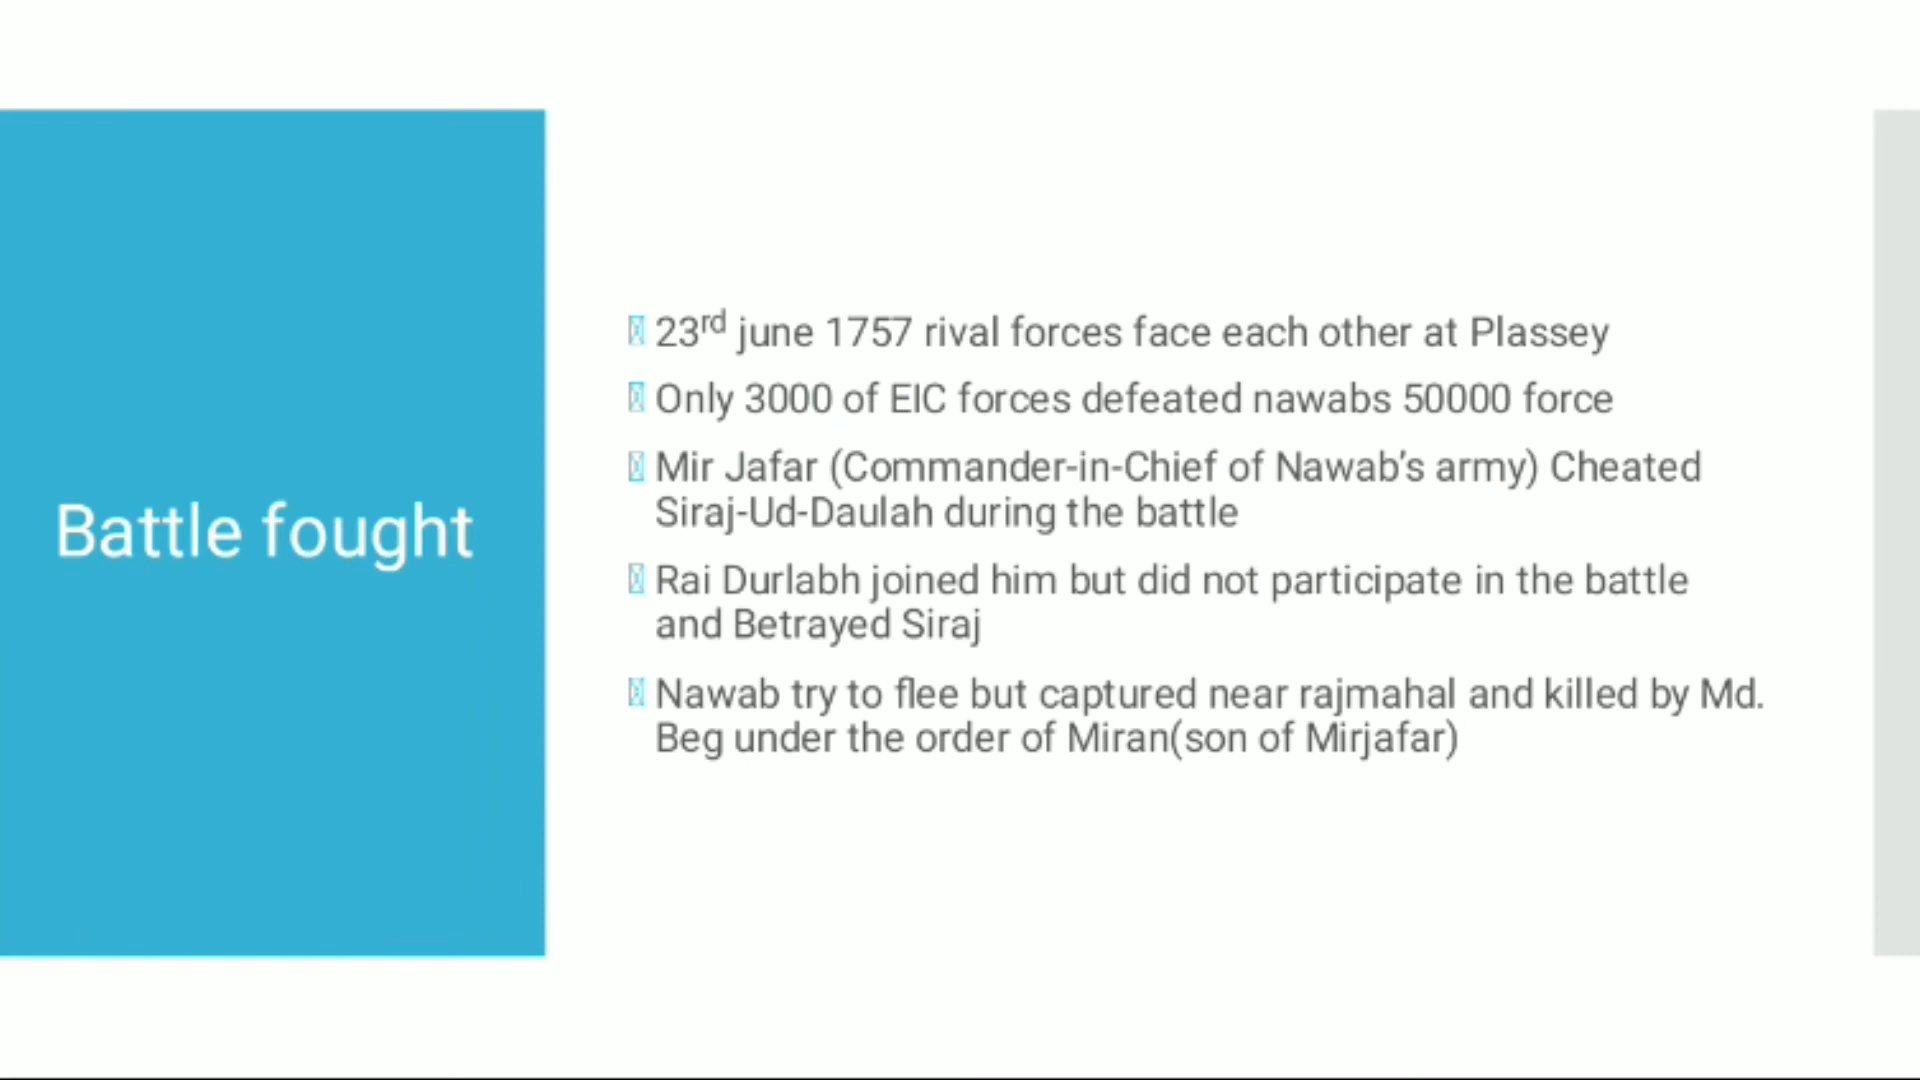 Battle fought
23rd june 1757 rival forces face each other at Plassey
Only 3000 of EIC forces defeated nawabs 50000 force
Mir Jafar (Commander-in-Chief of Nawab’s army) Cheated
Siraj-Ud-Daulah during the battle
Rai Durlabh joined him but did not participate in the battle
and Betrayed Siraj
Nawab try to flee but captured near rajmahal and killed by Md.
Beg under the order of Miran(son of Mirjafar)